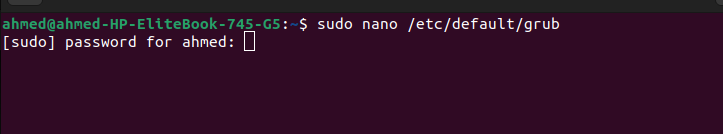 ahmed@ahmed-HP-EliteBook-745-G5:~$ sudo nano /etc/default/grub
[sudo] password for ahmed: